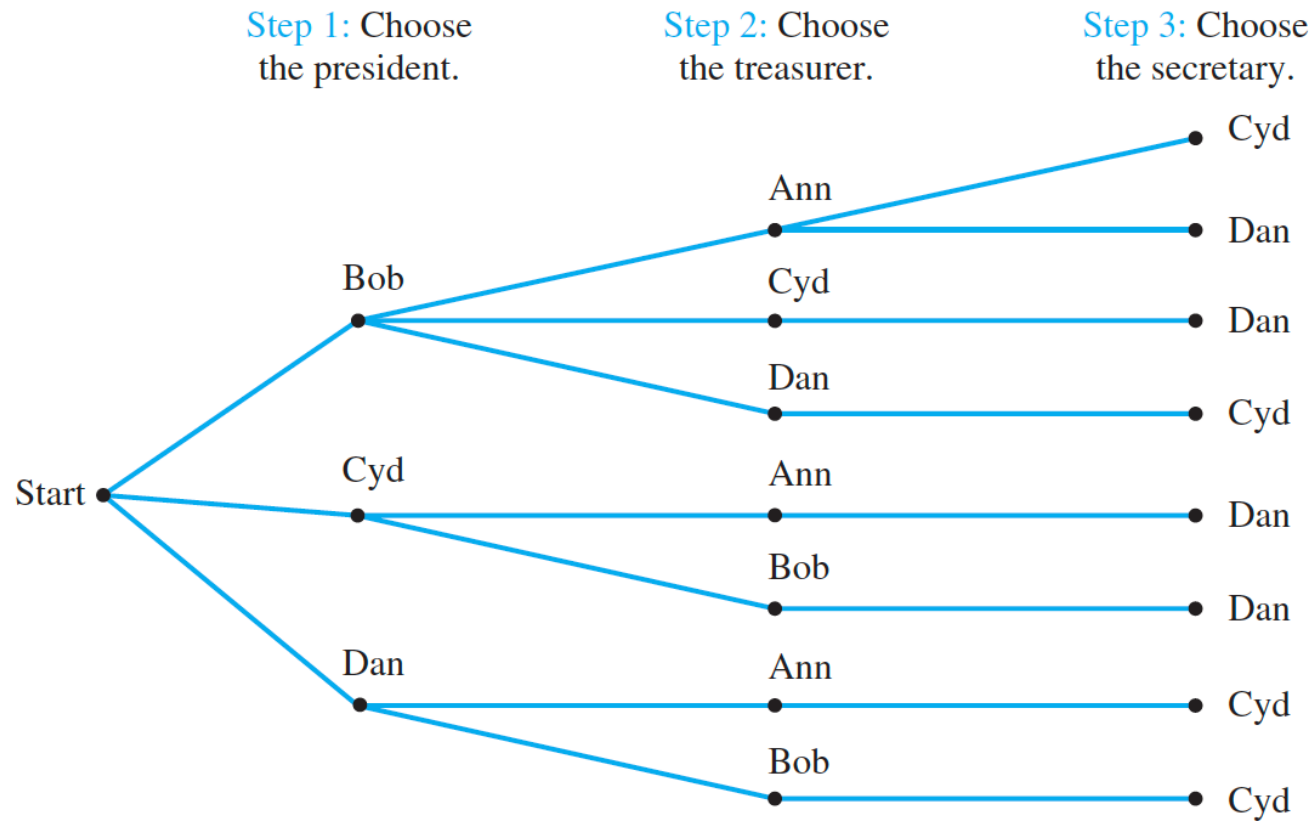 Step 1: Choose
the president.
Step 2: Choose
the treasurer.
Step 3: Choose
the secretary.
Cyd
Ann
Dan
Bob
Cyd
Dan
Dan
Cyd
Cyd
Ann
Start
Dan
Bob
Dan
Dan
Ann
Cyd
Bob
Cyd